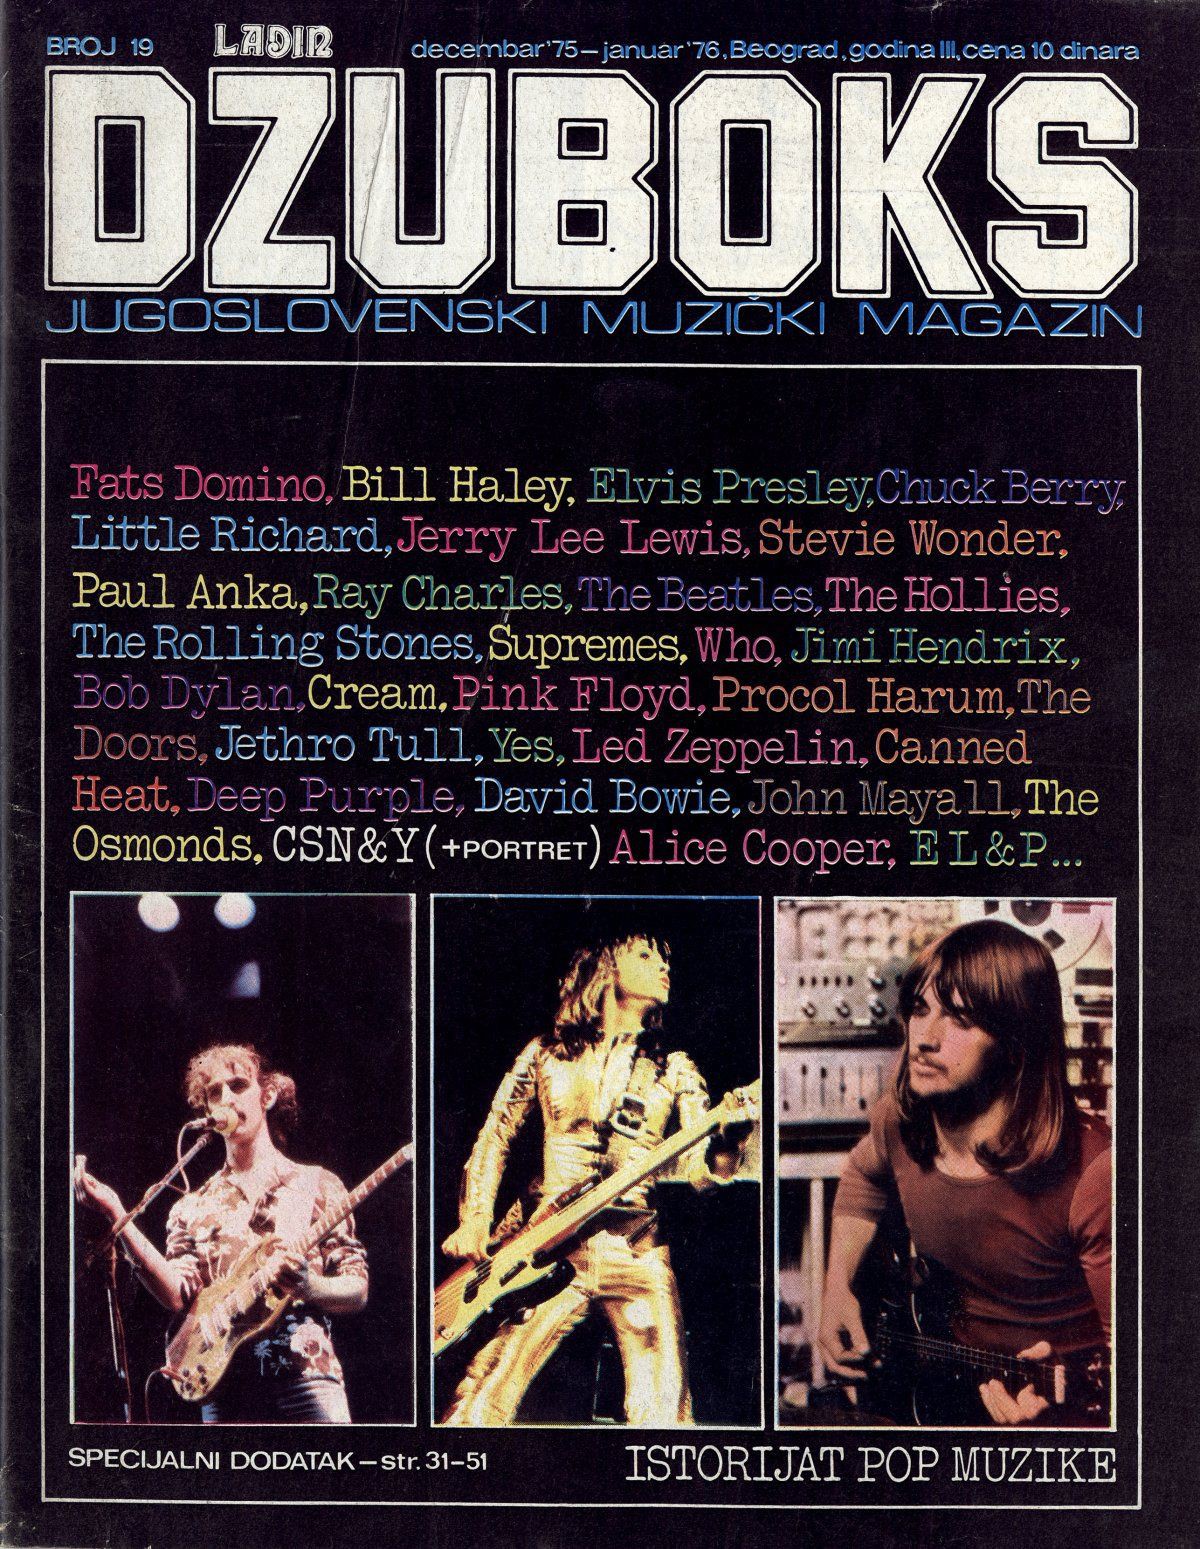 BROJ 19 LAĐIN decembar'75–januar'76, Beograd, godina III, cena 10 dinara
DZUBOKS
JUGOSLOVENSKI MUZIČKI MAGAZIN
Fats Domino, Bill Haley, Elvis Presley, Chuck Berry,
Little Richard, Jerry Lee Lewis, Stevie Wonder,
Paul Anka, Ray Charles, The Beatles, The Hollies,
The Rolling Stones, Supremes, Who, Jimi Hendrix,
Bob Dylan, Cream, Pink Floyd, Procol Harum, The
Doors, Jethro Tull, Yes, Led Zeppelin, Canned
Heat, Deep Purple, David Bowie, John Mayall, The
Osmonds, CSN&Y (+PORTRET) Alice Cooper, EL&P...
SPECIJALNI DODATAK – str. 31–51 ISTORIJAT POP MUZIKE